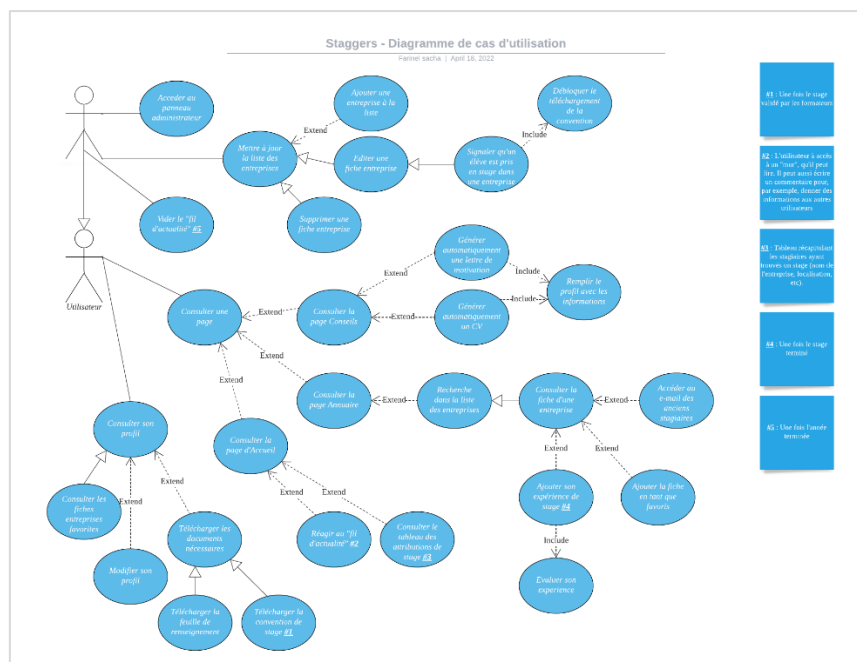 Staggers - Diagramme de cas d'utilisation
Fariner sacha | April 18, 2022
Acceder au
panneau
administrateur
Ajouter une
entreprise à la
liste
Débloquer le
téléchargement
de la
convention
Extend
Include
Mettre à jour
la liste des
entreprises
Editer une
fiche entreprise
Signaler qu'un
élève est pris
en stage dans
une entreprise
Vider le "fil
d'actualité" #5
Supprimer une
fiche entreprise
Utilisateur
Générer
automatiquement
une lettre de
motivation
Extend
Include
Consulter une
page
Extend
Consulter la
page Conseils
Extend
Générer
automatiquement
un CV
Include
Remplir le
profil avec les
informations
Extend
Extend
Consulter la
page Annuaire
Extend
Recherche
dans la liste
des entreprises
Consulter la
fiche d'une
entreprise
Extend
Accéder au
e-mail des
anciens
stagiaires
Consulter son
profil
Consulter la
page d'Accueil
Extend
Extend
Consulter les
fiches
entreprises
favorites
Extend
Extend
Extend
Extend
Ajouter son
expérience de
stage #4
Ajouter la fiche
en tant que
favoris
Télécharger les
documents
nécessaires
Réagir au "fil
d'actualité" #2
Consulter le
tableau des
attributions de
stage #3
Include
Modifier son
profil
Évaluer son
experience
Télécharger la
feuille de
renseignement
Télécharger la
convention de
stage #1
#1 : Une fois le stage
validé par les formateurs
#2 : L'utilisateur à accès
à un "mur", qu'il peut
lire. Il peut aussi écrire
un commentaire pour,
par exemple, donner des
informations aux autres
utilisateurs
#3 : Tableau récapitulant
les stagiaires ayant
trouvés un stage (nom de
l'entreprise, localisation,
etc).
#4 : Une fois le stage
terminé
#5 : Une fois l'année
terminée